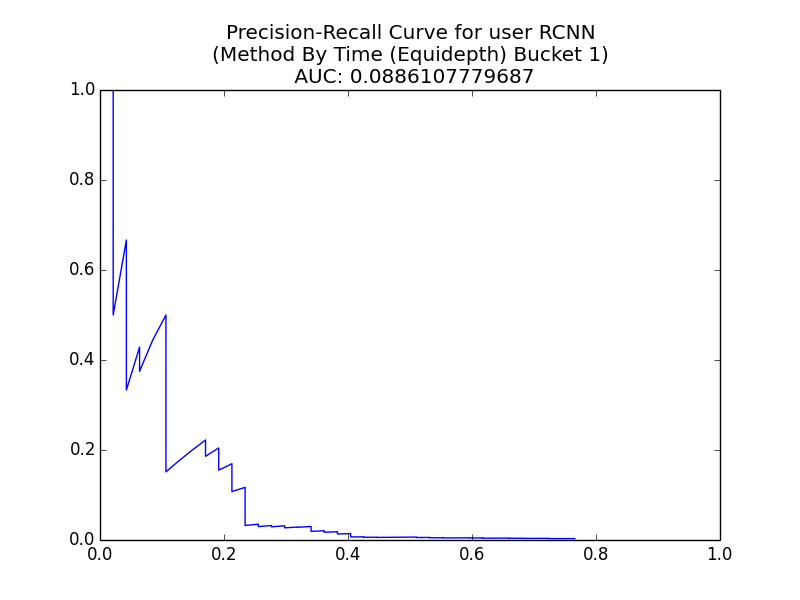 Precision-Recall Curve for user RCNN
(Method By Time (Equidepth) Bucket 1)
AUC: 0.0886107779687
1.0
0.8
0.6
0.4
0.2
0.0
0.0 0.2 0.4 0.6 0.8 1.0